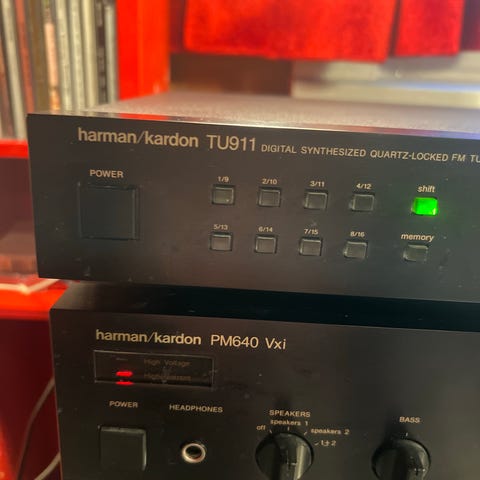 harman/kardon TU911 DIGITAL SYNTHESIZED QUARTZ-LOCKED FM TU
POWER
1/9 2/10 3/11 4/12 shift
5/13 6/14 7/15 8/16 memory
harman/kardon PM640 Vxi
High Voltage
POWER HEADPHONES SPEAKERS BASS
off speakers 1 speakers 2
1+2